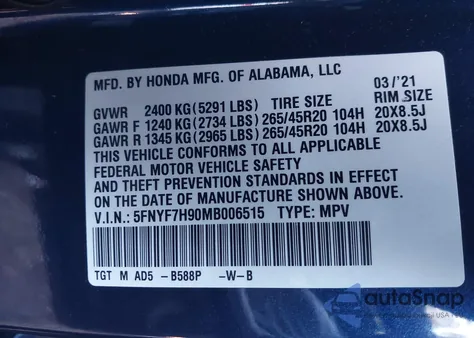 MFD. BY HONDA MFG. OF ALABAMA, LLC
03/'21
GVWR 2400 KG(5291 LBS) TIRE SIZE RIM SIZE
GAWR F 1240 KG(2734 LBS)265/45R20 104H 20X8.5J
GAWR R 1345 KG(2965 LBS)265/45R20 104H 20X8.5J
THIS VEHICLE CONFORMS TO ALL APPLICABLE
FEDERAL MOTOR VEHICLE SAFETY
AND THEFT PREVENTION STANDARDS IN EFFECT
ON THE DATE OF MANUFACTURE SHOWN ABOVE.
V.I.N.: 5FNYF7H90MB006515 TYPE: MPV
TGT M AD5 -B588P -W-B
autoSnap